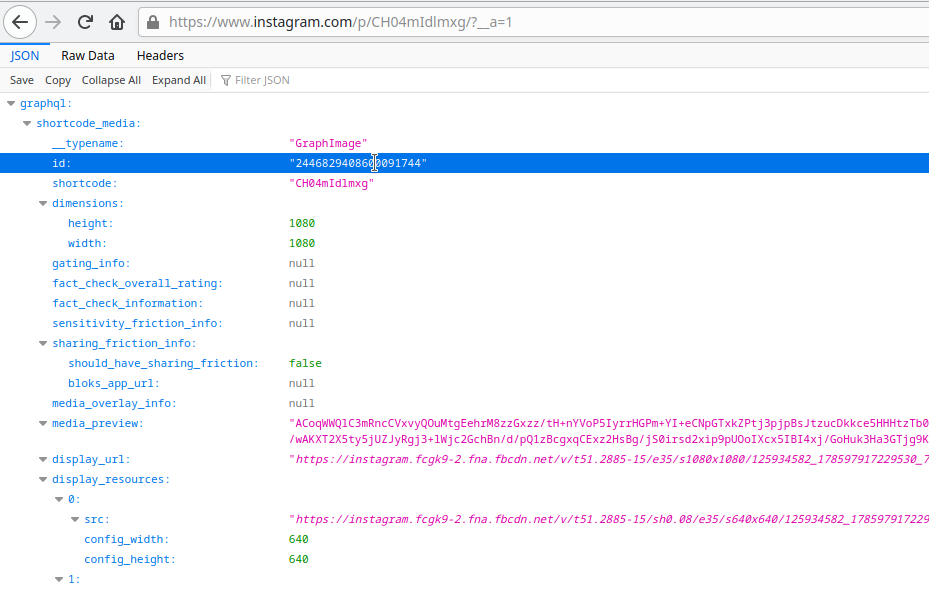 https://www.instagram.com/p/CH04mIdlmxg/?__a=1
JSON Raw Data Headers
Save Copy Collapse All Expand All Filter JSON
graphql:
shortcode_media:
__typename: "GraphImage"
id: "2446829408600091744"
shortcode: "CH04mIdlmxg"
dimensions:
height: 1080
width: 1080
gating_info: null
fact_check_overall_rating: null
fact_check_information: null
sensitivity_friction_info: null
sharing_friction_info:
should_have_sharing_friction: false
bloks_app_url: null
media_overlay_info: null
media_preview: "ACoqWWQ1C3mRncCVxvyQOuMtgEehrM8zzGxzz/tH+nYVoP5IyrrHGPm+YI+eCNpGTxkZPtj3pjpBsJtzucDkkce5HHHtzTb0
/wAKXT2X5ty5jUZJyRgj3+lWjc2GchBn/d/pQ1zBcgxqCExz2HsBg/jS0irsd2xip9pUOoIXcx5IBI4xj/GoHuk3Ha3GTjg9K
display_url: "https://instagram.fcgk9-2.fna.fbcdn.net/v/t51.2885-15/e35/s1080x1080/125934582_178597917229530_7
display_resources:
0:
src: "https://instagram.fcgk9-2.fna.fbcdn.net/v/t51.2885-15/sh0.08/e35/s640x640/125934582_178597917229
config_width: 640
config_height: 640
1: